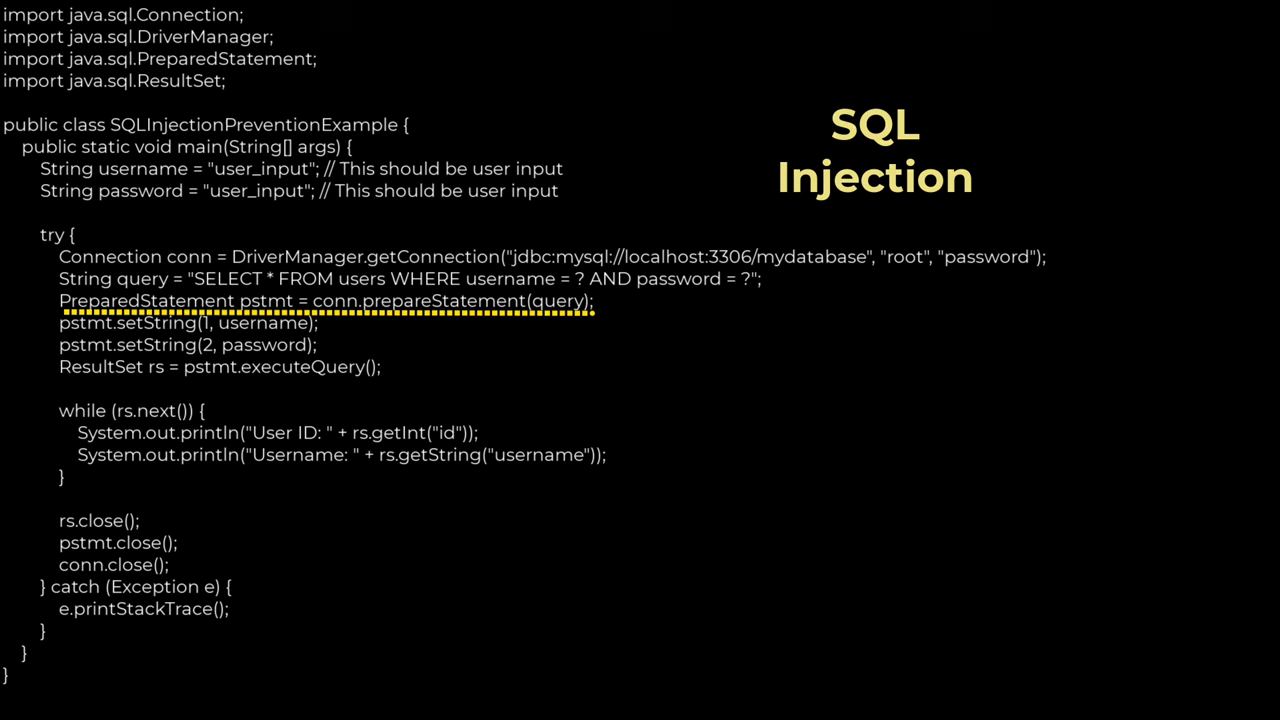 import java.sql.Connection;
import java.sql.DriverManager;
import java.sql.PreparedStatement;
import java.sql.ResultSet;
public class SQLInjectionPreventionExample {
public static void main(String[] args) {
String username = "user_input"; // This should be user input
String password = "user_input"; // This should be user input
try {
Connection conn = DriverManager.getConnection("jdbc:mysql://localhost:3306/mydatabase", "root", "password");
String query = "SELECT * FROM users WHERE username = ? AND password = ?";
PreparedStatement pstmt = conn.prepareStatement(query);
pstmt.setString(1, username);
pstmt.setString(2, password);
ResultSet rs = pstmt.executeQuery();
while (rs.next()) {
System.out.println("User ID: " + rs.getInt("id"));
System.out.println("Username: " + rs.getString("username"));
}
rs.close();
pstmt.close();
conn.close();
} catch (Exception e) {
e.printStackTrace();
}
}
}
SQL
Injection